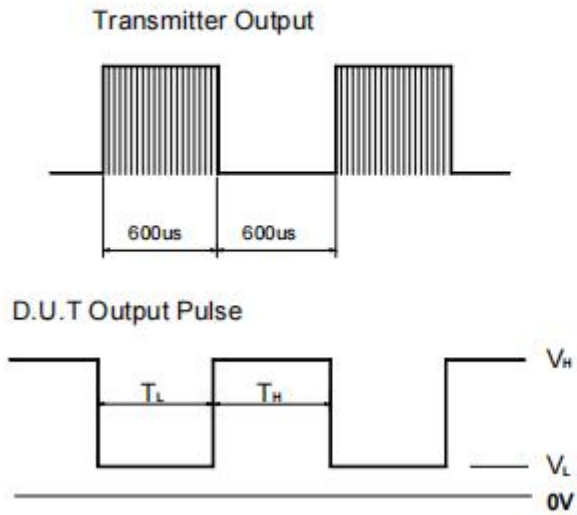 Transmitter Output
600us 600us
D.U.T Output Pulse
TL TH
VH
VL
0V